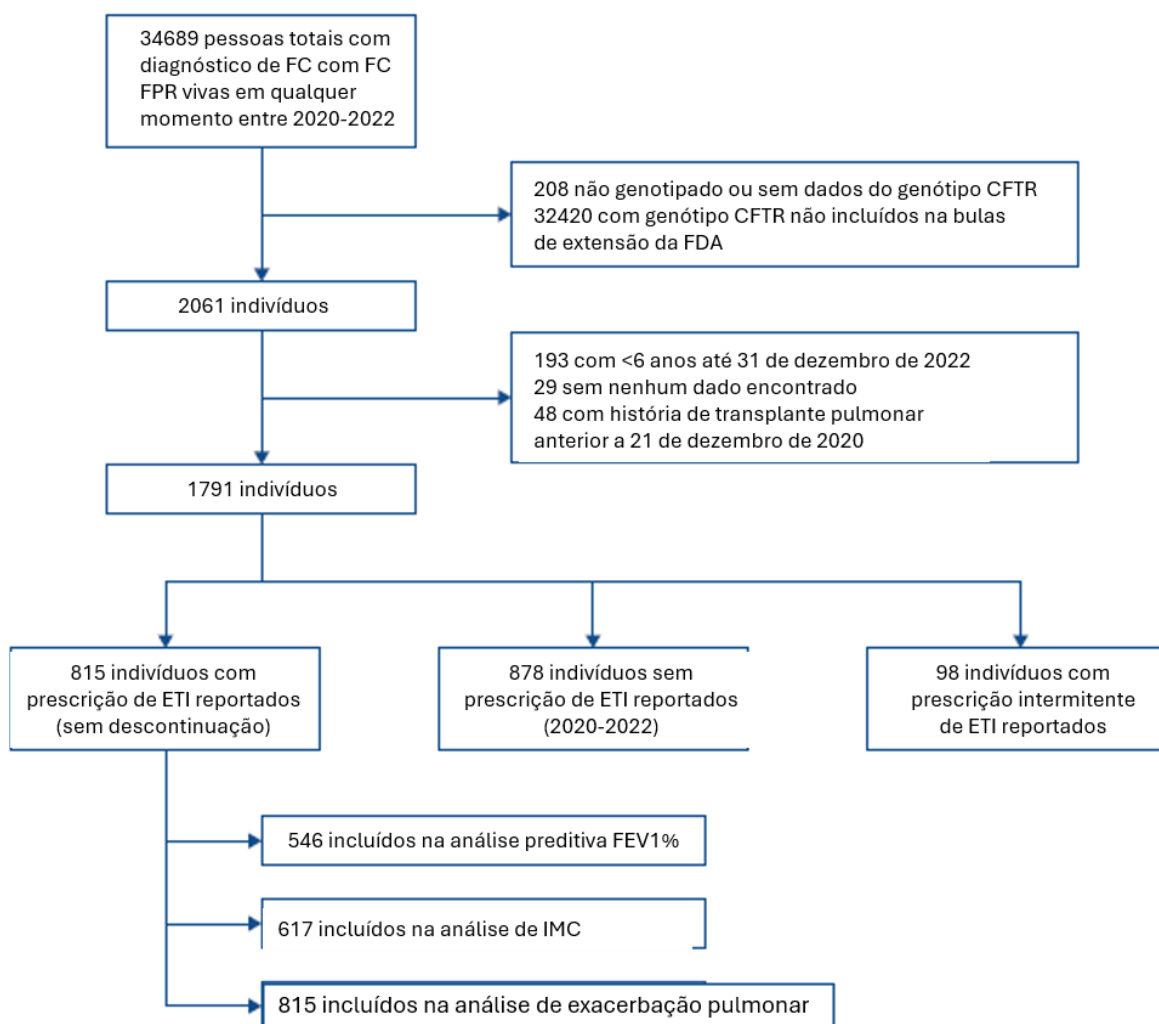 34689 pessoas totais com
diagnóstico de FC com FC
FPR vivas em qualquer
momento entre 2020-2022
208 não genotipado ou sem dados do genótipo CFTR
32420 com genótipo CFTR não incluídos na bulas
de extensão da FDA
2061 indivíduos
193 com <6 anos até 31 de dezembro de 2022
29 sem nenhum dado encontrado
48 com história de transplante pulmonar
anterior a 21 de dezembro de 2020
1791 indivíduos
815 indivíduos com
prescrição de ETI reportados
(sem descontinuação)
878 indivíduos sem
prescrição de ETI reportados
(2020-2022)
98 indivíduos com
prescrição intermitente
de ETI reportados
546 incluídos na análise preditiva FEV1%
617 incluídos na análise de IMC
815 incluídos na análise de exacerbação pulmonar